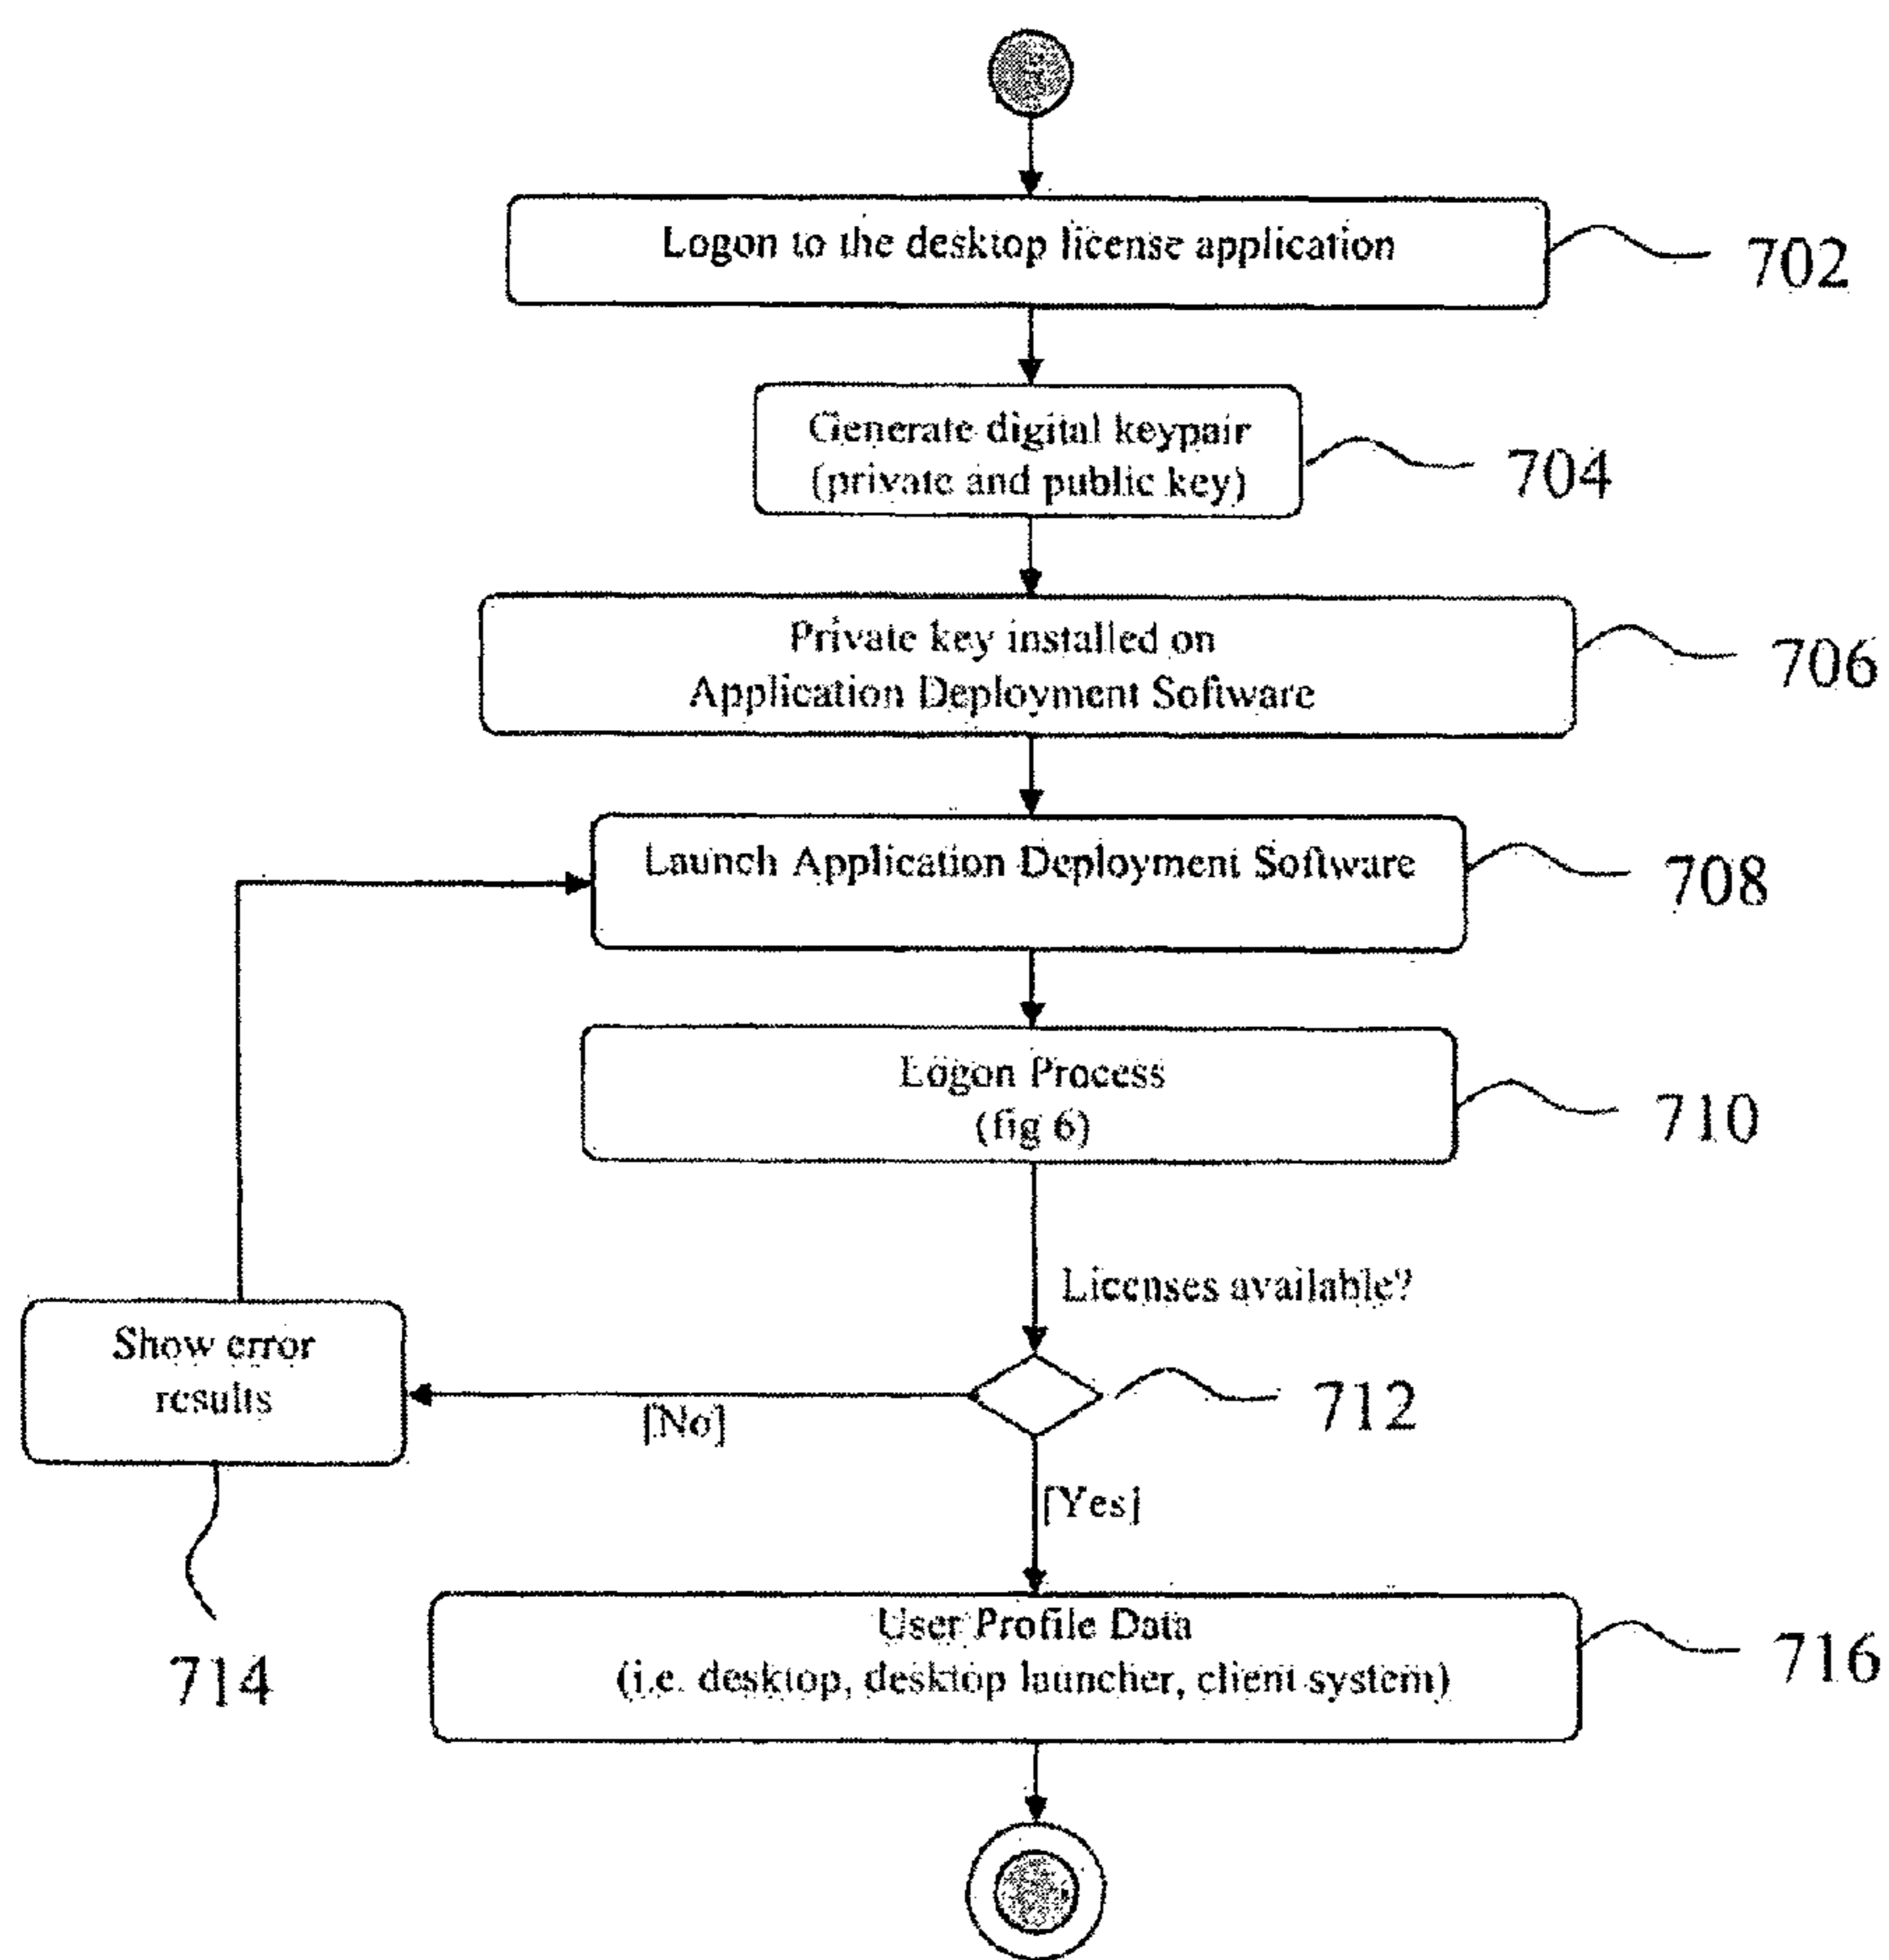 Logon to the desktop license application
702
Generate digital keypair
(private and public key)
704
Private key installed on
Application Deployment Software
706
Launch Application Deployment Software
708
Logon Process
(fig 6)
710
Licenses available?
Show error
results
[No]
712
[Yes]
714
User Profile Data
(i.e. desktop, desktop launcher, client system)
716